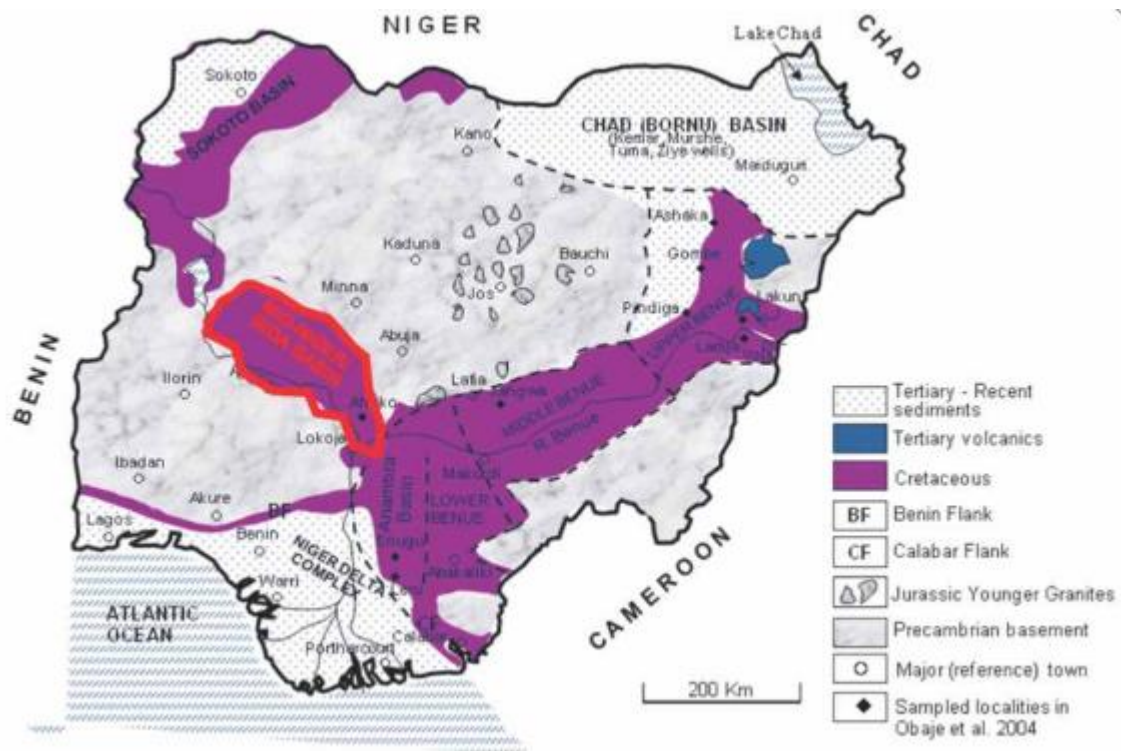 NIGER
CHAD
Lake Chad
Sokoto
SOKOTO BASIN
CHAD (BORNU) BASIN
(Kemar, Murshe,
Tuma, Ziye wells)
Maiduguri
Kano
Ashaka
Kaduna
Bauchi
Gombe
Jos
Minna
Pindiga
Abuja
UPPER BENUE
BENIN
Ilorin
Lafia
MIDDLE BENUE
R. Benue
Lokoja
Makurdi
Ibadan
Akure
BF
Anambra
Basin
LOWER
BENUE
Lagos
Benin
Enugu
NIGER DELTA
COMPLEX
Warri
CAMEROON
ATLANTIC
OCEAN
CF
Calabar
Portharcourt
200 Km
Tertiary - Recent
sediments
Tertiary volcanics
Cretaceous
BF Benin Flank
CF Calabar Flank
Jurassic Younger Granites
Precambrian basement
Major (reference) town
Sampled localities in
Obaje et al. 2004